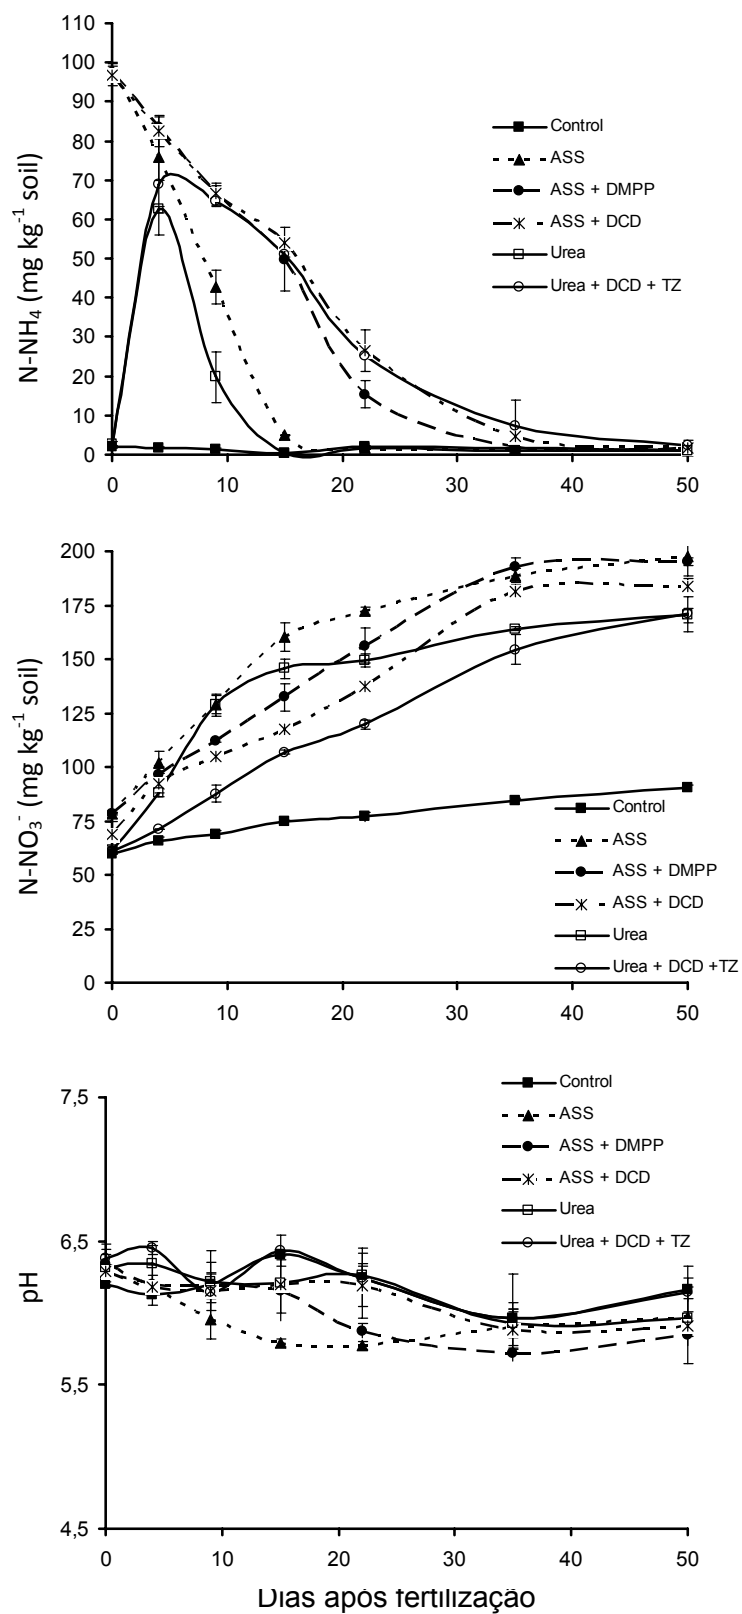 110
100
90
80
70
60
50
40
30
20
10
0
N-NH₄ (mg kg⁻¹ soil)
Control
ASS
ASS + DMPP
ASS + DCD
Urea
Urea + DCD + TZ
0 10 20 30 40 50
200
175
150
125
100
75
50
25
0
N-NO₃⁻ (mg kg⁻¹ soil)
Control
ASS
ASS + DMPP
ASS + DCD
Urea
Urea + DCD +TZ
0 10 20 30 40 50
7,5
6,5
5,5
4,5
pH
Control
ASS
ASS + DMPP
ASS + DCD
Urea
Urea + DCD + TZ
0 10 20 30 40 50
Dias após fertilização